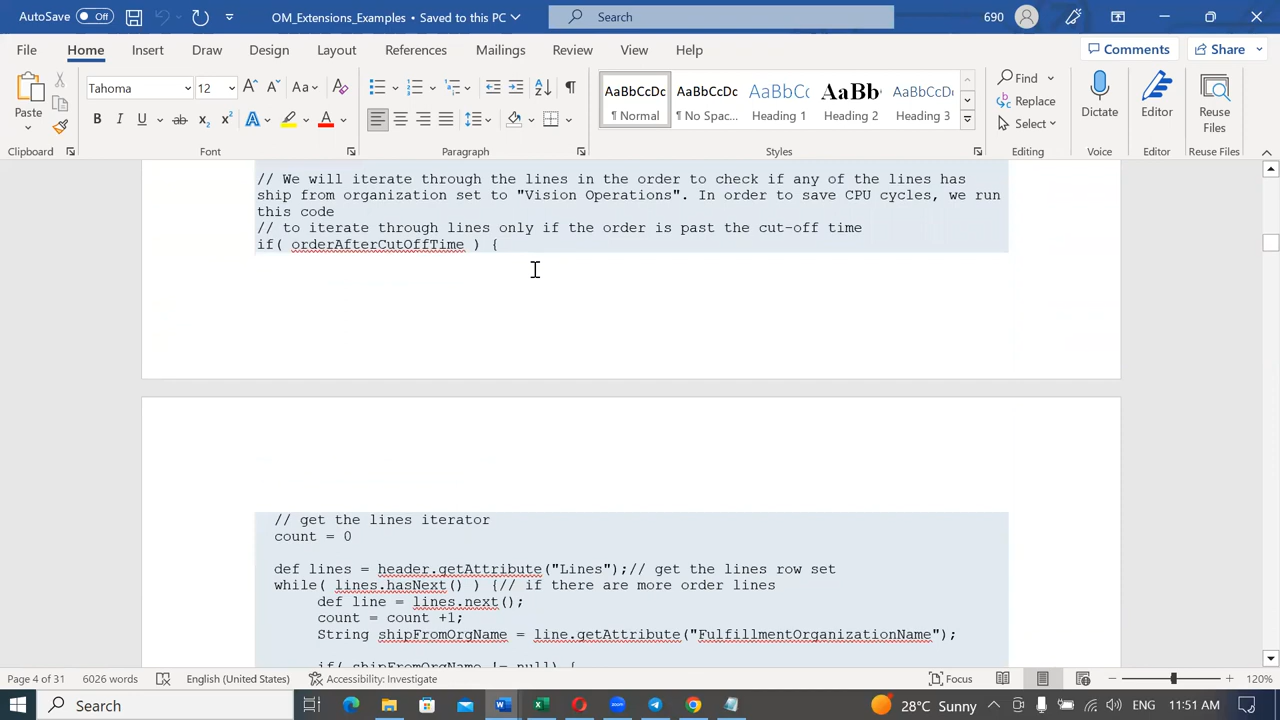 AutoSave Off OM_Extensions_Examples • Saved to this PC Search 690
File Home Insert Draw Design Layout References Mailings Review View Help Comments Share
Paste Tahoma 12 Aa AaBbCcDc AaBbCcDc AaBbCc AaBb AaBbCcDc Find Replace Select Dictate Editor Reuse Files
¶ Normal ¶ No Spac... Heading 1 Heading 2 Heading 3
Clipboard Font Paragraph Styles Editing Voice Editor Reuse Files
// We will iterate through the lines in the order to check if any of the lines has
ship from organization set to "Vision Operations". In order to save CPU cycles, we run
this code
// to iterate through lines only if the order is past the cut-off time
if( orderAfterCutOffTime ) {
// get the lines iterator
count = 0
def lines = header.getAttribute("Lines");// get the lines row set
while( lines.hasNext() ) {// if there are more order lines
def line = lines.next();
count = count +1;
String shipFromOrgName = line.getAttribute("FulfillmentOrganizationName");
if( shipFromOrgName != null) {
Page 4 of 31 6026 words English (United States) Accessibility: Investigate Focus 120%
Search 28°C Sunny ENG 11:51 AM